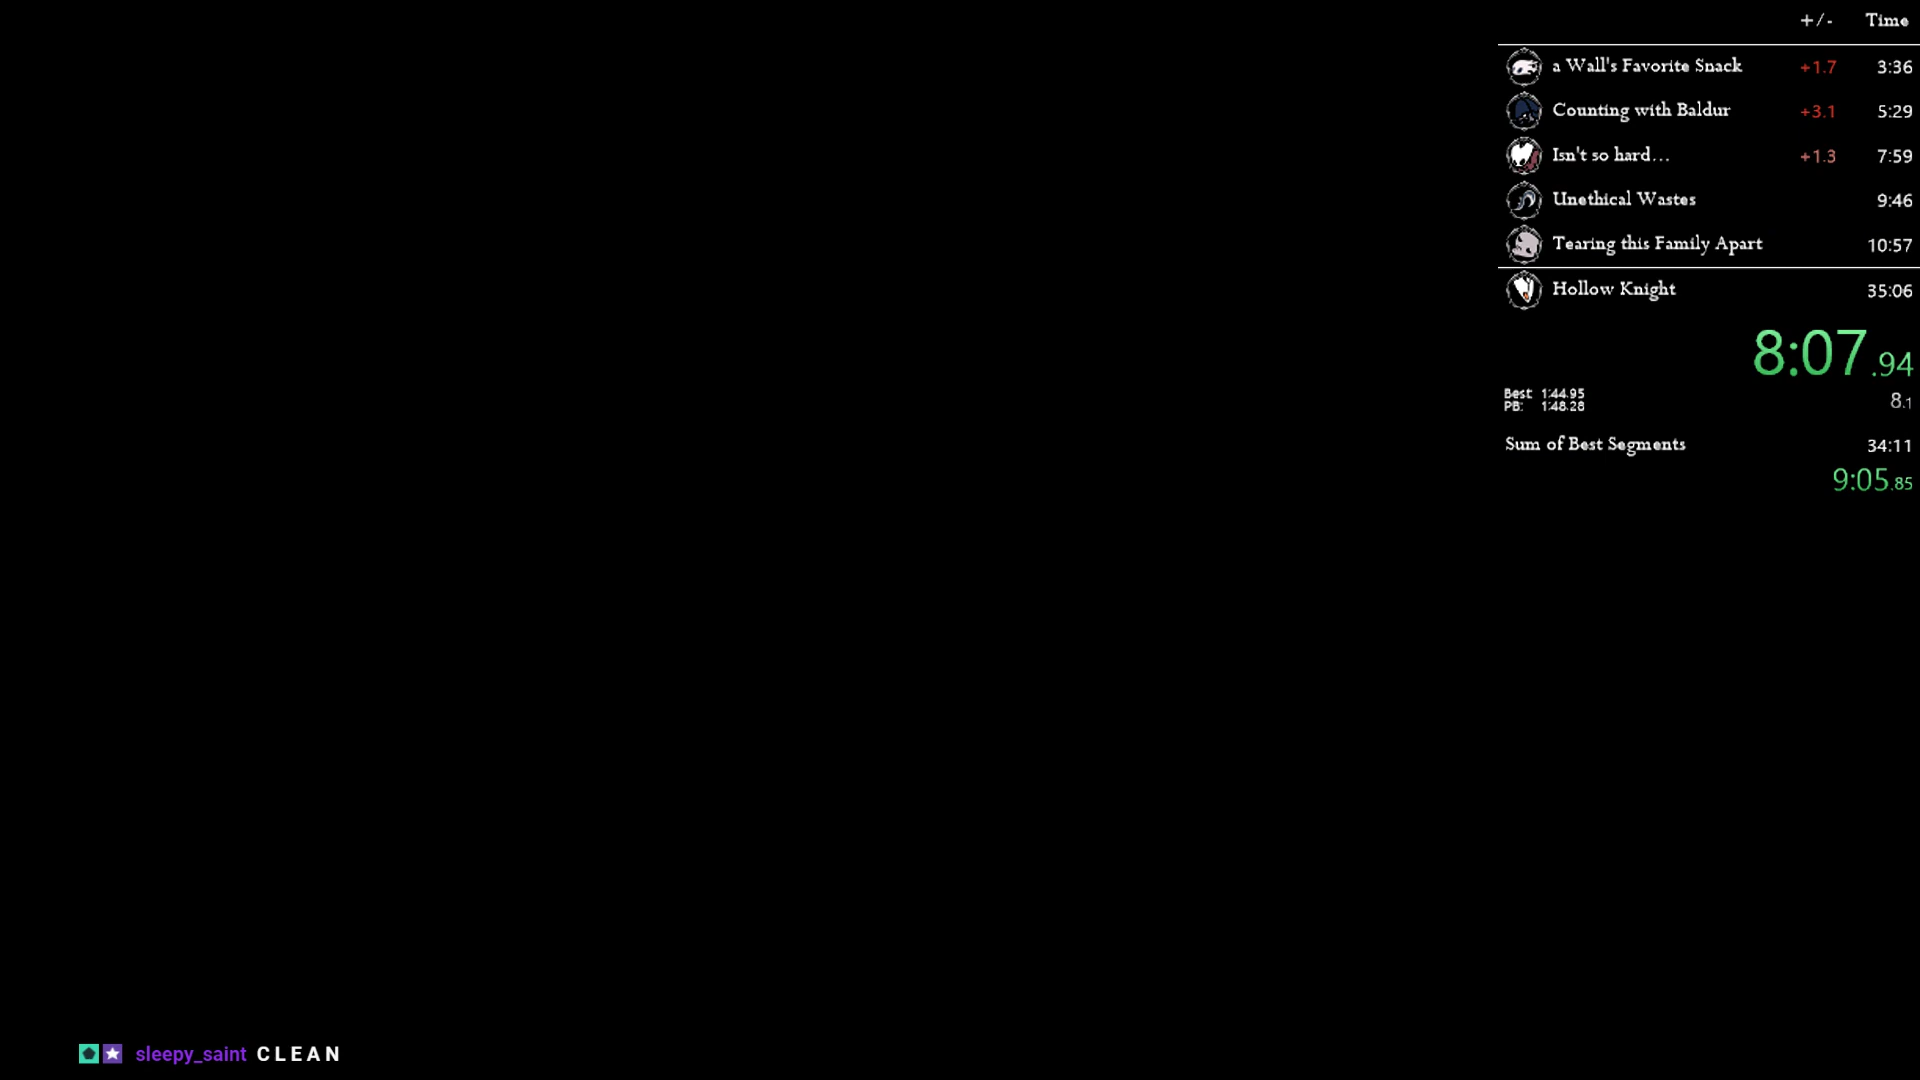 +/- Time
a Wall's Favorite Snack +1.7 3:36
Counting with Baldur +3.1 5:29
Isn't so hard... +1.3 7:59
Unethical Wastes 9:46
Tearing this Family Apart 10:57
Hollow Knight 35:06
8:07.94
Best: 1:44.95
PB: 1:48.28
8.1
Sum of Best Segments 34:11
9:05.85
sleepy_saint C L E A N